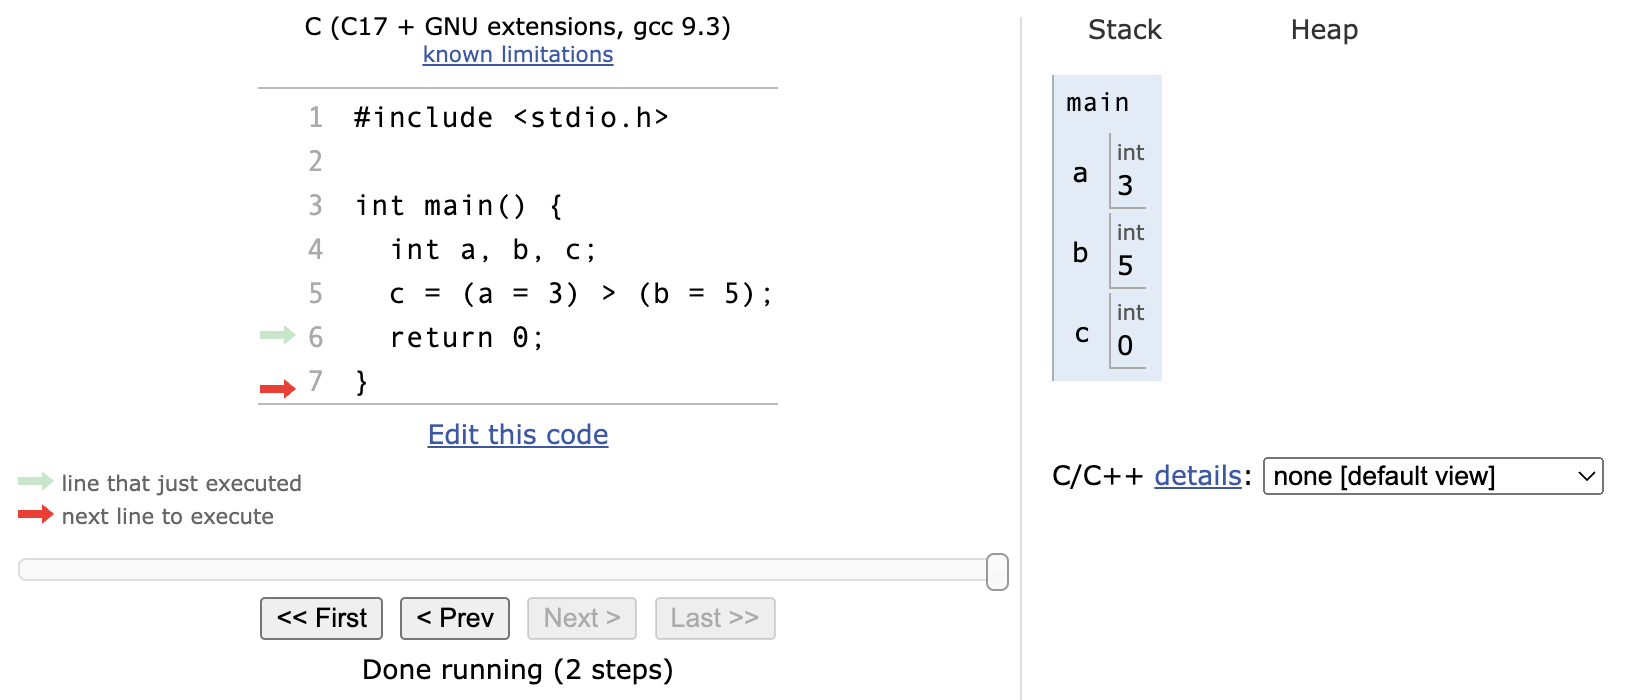 C (C17 + GNU extensions, gcc 9.3)
known limitations
1 #include <stdio.h>
2
3 int main() {
4   int a, b, c;
5   c = (a = 3) > (b = 5);
6   return 0;
7 }
Edit this code
line that just executed
next line to execute
<< First < Prev Next > Last >>
Done running (2 steps)
Stack Heap
main
int
a 3
int
b 5
int
c 0
C/C++ details: none [default view]